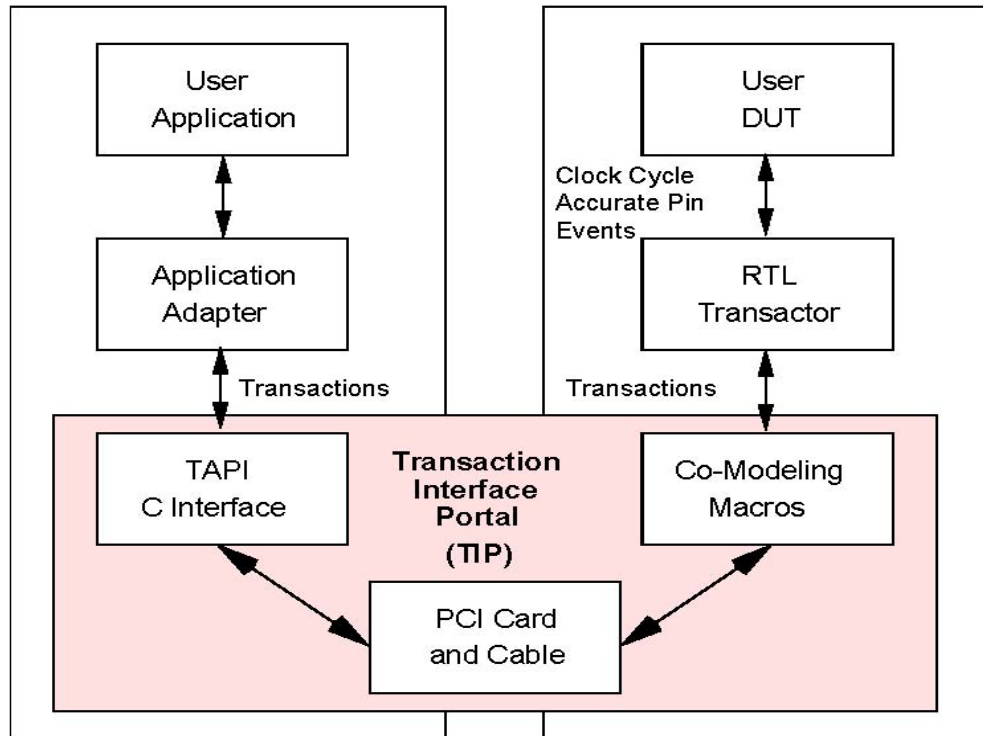 User
Application
User
DUT
Clock Cycle
Accurate Pin
Events
Application
Adapter
RTL
Transactor
Transactions
Transactions
TAPI
C Interface
Transaction
Interface
Portal
(TIP)
Co-Modeling
Macros
PCI Card
and Cable